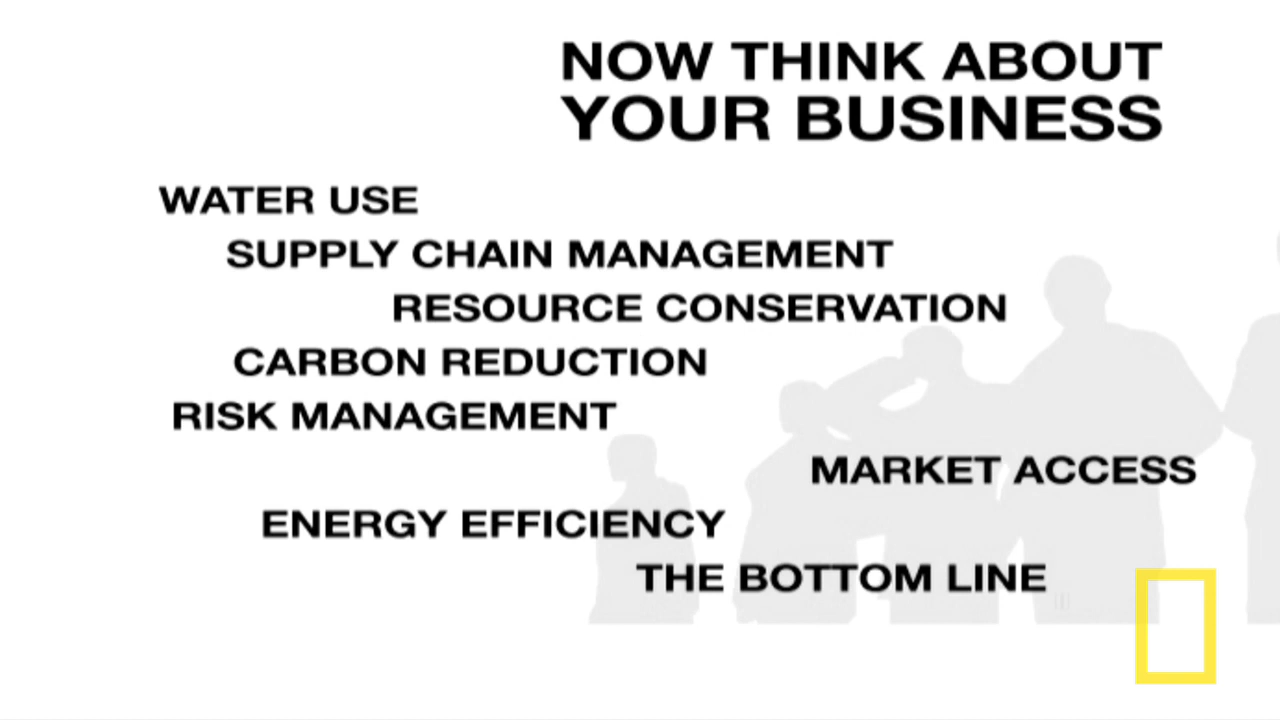 NOW THINK ABOUT
YOUR BUSINESS
WATER USE
SUPPLY CHAIN MANAGEMENT
RESOURCE CONSERVATION
CARBON REDUCTION
RISK MANAGEMENT
MARKET ACCESS
ENERGY EFFICIENCY
THE BOTTOM LINE